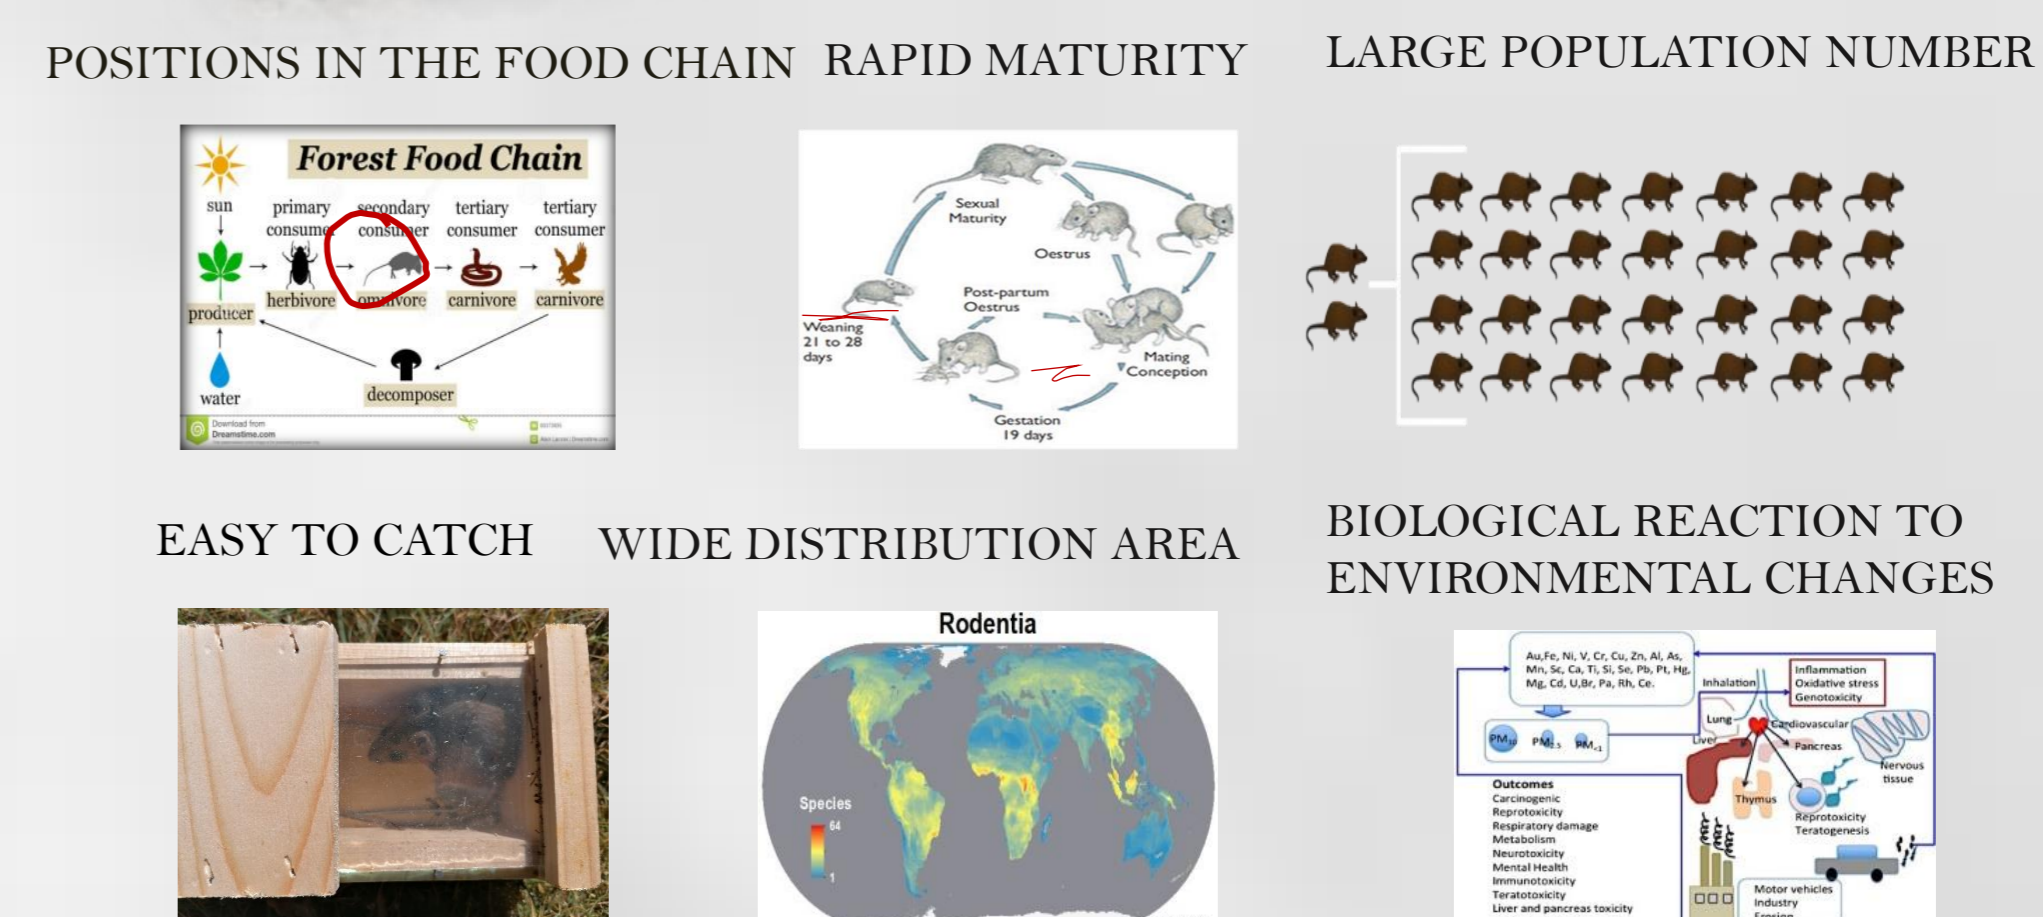 POSITIONS IN THE FOOD CHAIN
Forest Food Chain
sun
primary
consumer
secondary
consumer
tertiary
consumer
tertiary
consumer
producer
herbivore
omnivore
carnivore
carnivore
water
decomposer
Download from
Dreamstime.com
RAPID MATURITY
Sexual
Maturity
Oestrus
Post-partum
Oestrus
Weaning
21 to 28
days
Mating
Conception
Gestation
19 days
LARGE POPULATION NUMBER
EASY TO CATCH
WIDE DISTRIBUTION AREA
Rodentia
Species
64
1
BIOLOGICAL REACTION TO
ENVIRONMENTAL CHANGES
Au,Fe, Ni, V, Cr, Cu, Zn, Al, As,
Mn, Sc, Ca, Ti, Si, Se, Pb, Pt, Hg,
Mg, Cd, U,Br, Pa, Rh, Ce.
PM10
PM2.5
PM<1
Inhalation
Inflammation
Oxidative stress
Genotoxicity
Lung
Cardiovascular
Liver
Pancreas
Nervous
tissue
Thymus
Reprotoxicity
Teratogenesis
Outcomes
Carcinogenic
Reprotoxicity
Respiratory damage
Metabolism
Neurotoxicity
Mental Health
Immunotoxicity
Teratotoxicity
Liver and pancreas toxicity
Motor vehicles
Industry
Erosion